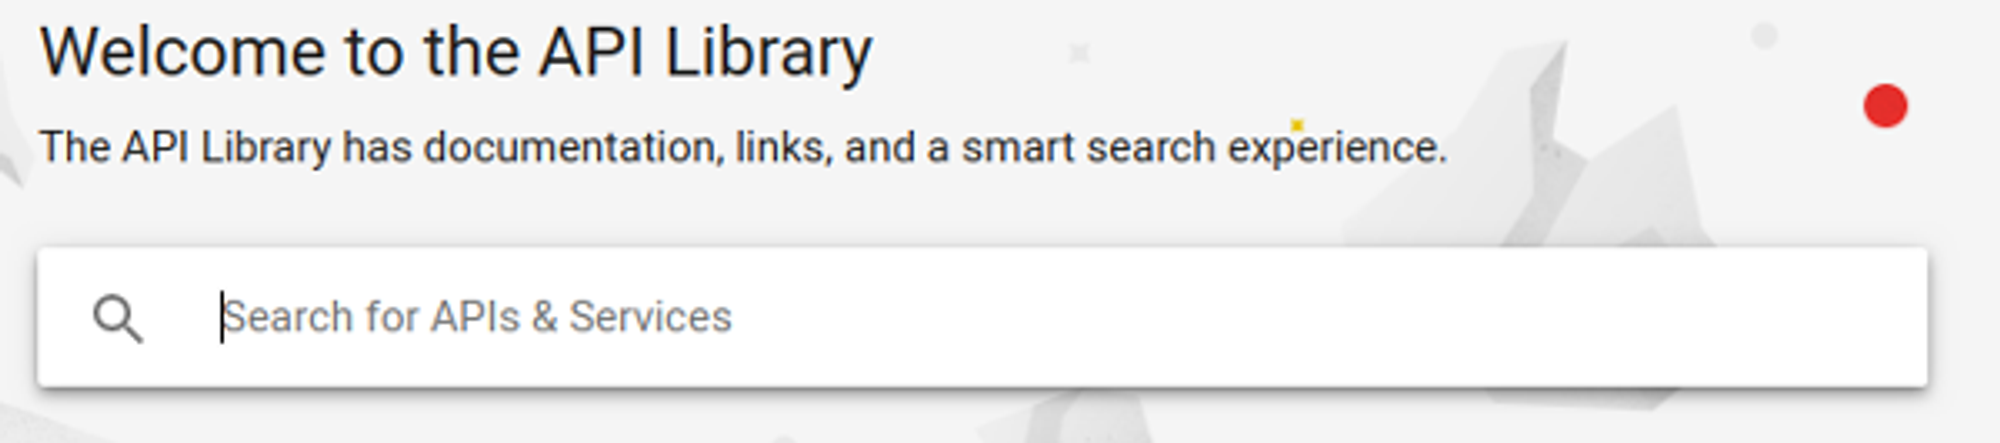 Welcome to the API Library
The API Library has documentation, links, and a smart search experience.
Search for APIs & Services